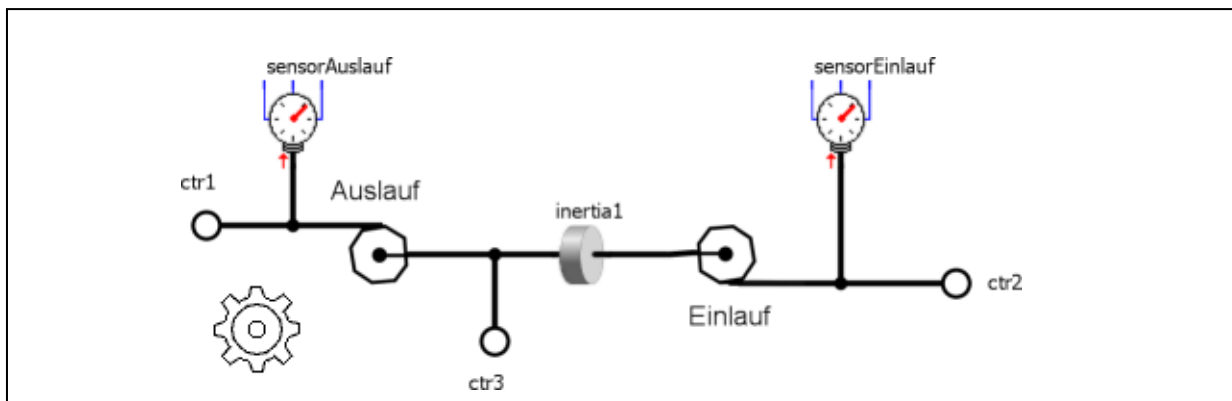 sensorAuslauf
sensorEinlauf
ctr1
Auslauf
inertia1
ctr2
Einlauf
ctr3